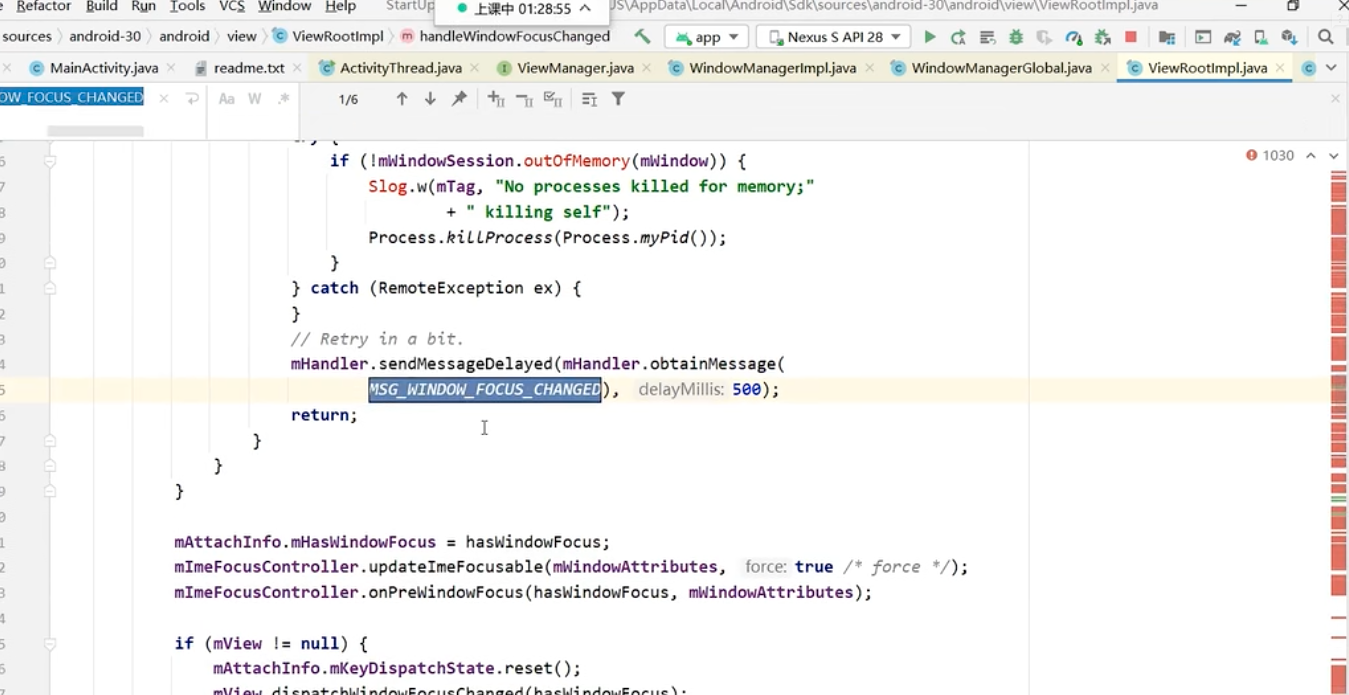 Refactor Build Run Tools VCS Window Help
上课中 01:28:55
JS\AppData\Local\Android\Sdk\sources\android-30\android\view\ViewRootImpl.java
sources android-30 android view ViewRootImpl handleWindowFocusChanged app Nexus S API 28
MainActivity.java readme.txt ActivityThread.java ViewManager.java WindowManagerImpl.java WindowManagerGlobal.java ViewRootImpl.java
OW_FOCUS_CHANGED Aa W .* 1/6
1030
if (!mWindowSession.outOfMemory(mWindow)) {
Slog.w(mTag, "No processes killed for memory;"
+ " killing self");
Process.killProcess(Process.myPid());
}
} catch (RemoteException ex) {
}
// Retry in a bit.
mHandler.sendMessageDelayed(mHandler.obtainMessage(
MSG_WINDOW_FOCUS_CHANGED), delayMillis: 500);
return;
}
}
}
mAttachInfo.mHasWindowFocus = hasWindowFocus;
mImeFocusController.updateImeFocusable(mWindowAttributes, force: true /* force */);
mImeFocusController.onPreWindowFocus(hasWindowFocus, mWindowAttributes);
if (mView != null) {
mAttachInfo.mKeyDispatchState.reset();
mView.dispatchWindowFocusChanged(hasWindowFocus);